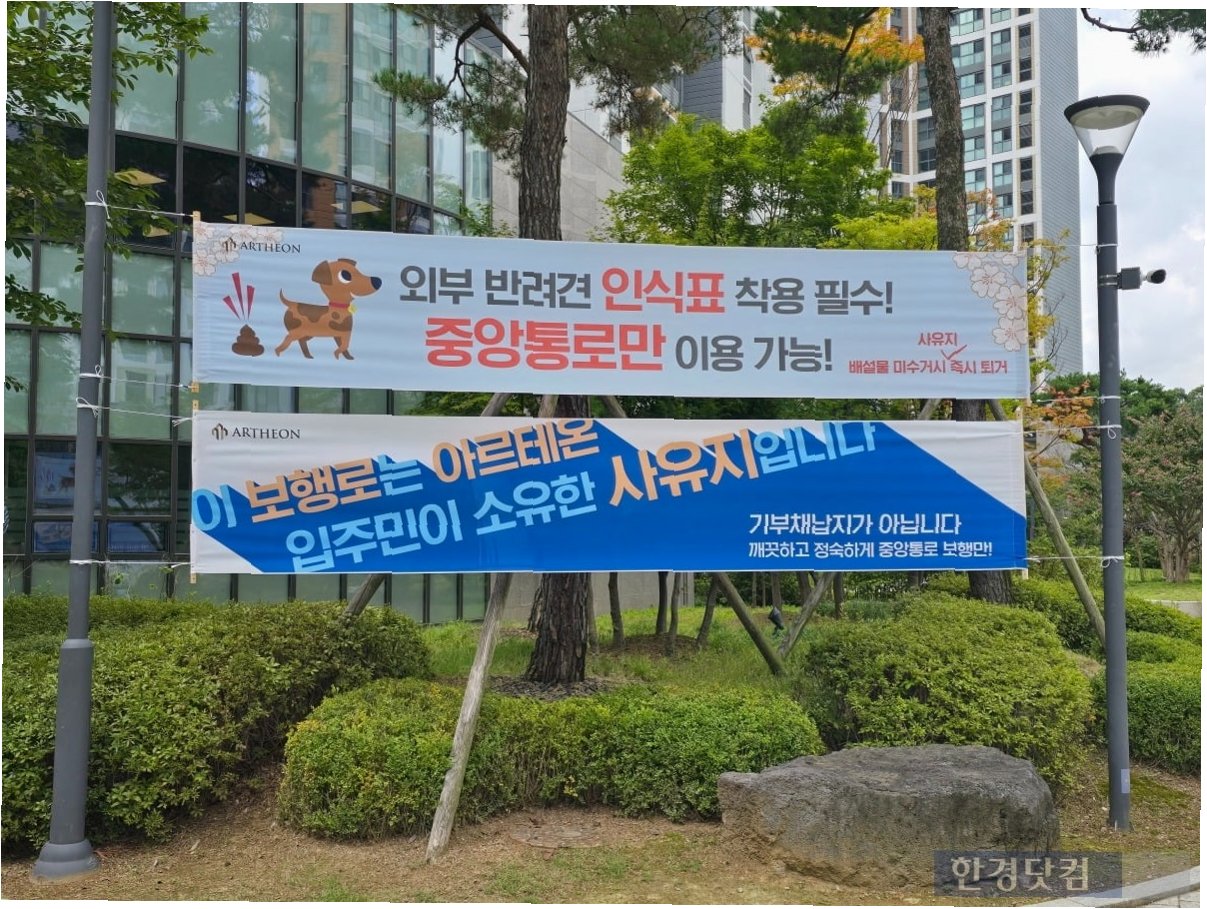 ARTHEON
외부 반려견 인식표 착용 필수!
중앙통로만 이용 가능!
사유지
배설물 미수거시 즉시 퇴거
ARTHEON
이 보행로는 아르테온
입주민이 소유한 사유지입니다
기부채납지가 아닙니다
깨끗하고 정숙하게 중앙통로 보행만!
한경닷컴